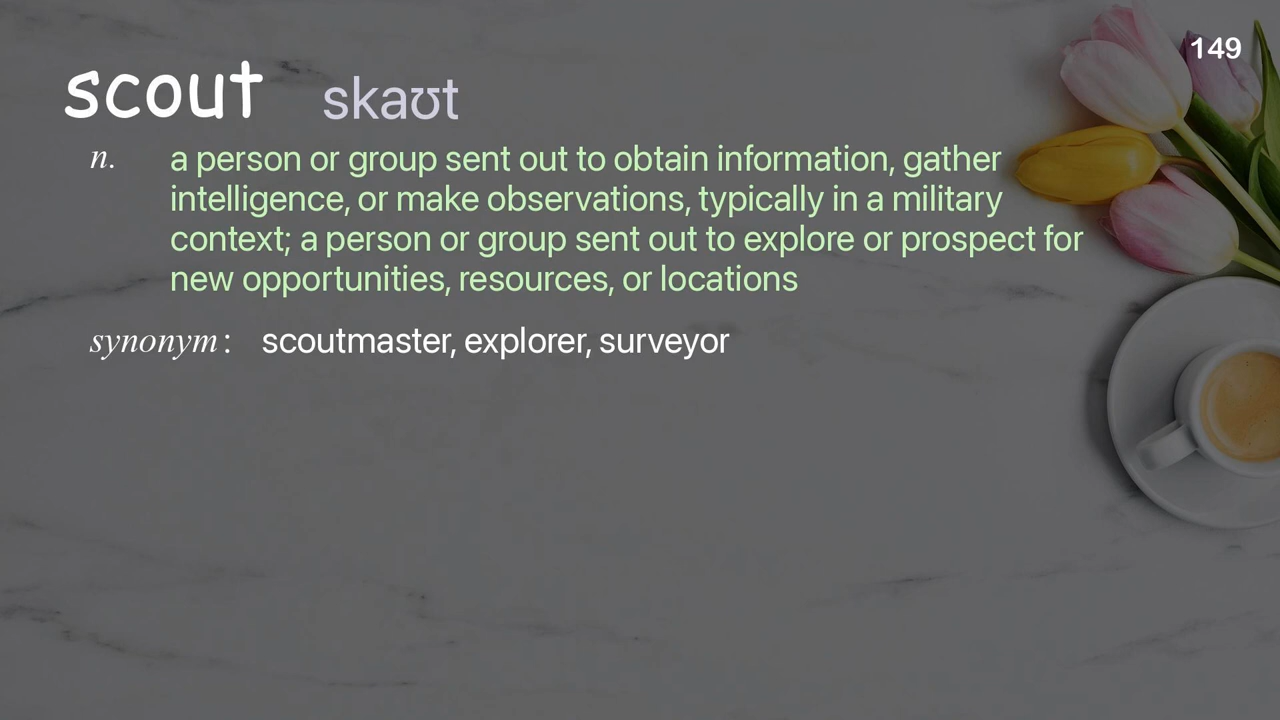 149
scout skaʊt
n. a person or group sent out to obtain information, gather
intelligence, or make observations, typically in a military
context; a person or group sent out to explore or prospect for
new opportunities, resources, or locations
synonym: scoutmaster, explorer, surveyor